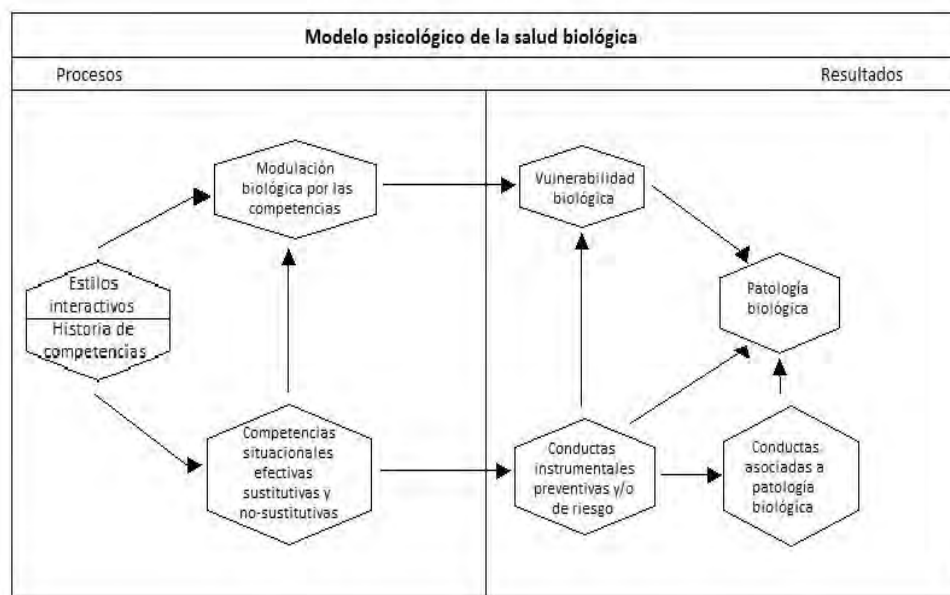 Modelo psicológico de la salud biológica
Procesos
Resultados
Modulación
biológica por las
competencias
Vulnerabilidad
biológica
Estilos
interactivos
Historia de
competencias
Patología
biológica
Competencias
situacionales
efectivas
sustitutivas y
no-sustitutivas
Conductas
instrumentales
preventivas y/o
de riesgo
Conductas
asociadas a
patología
biológica